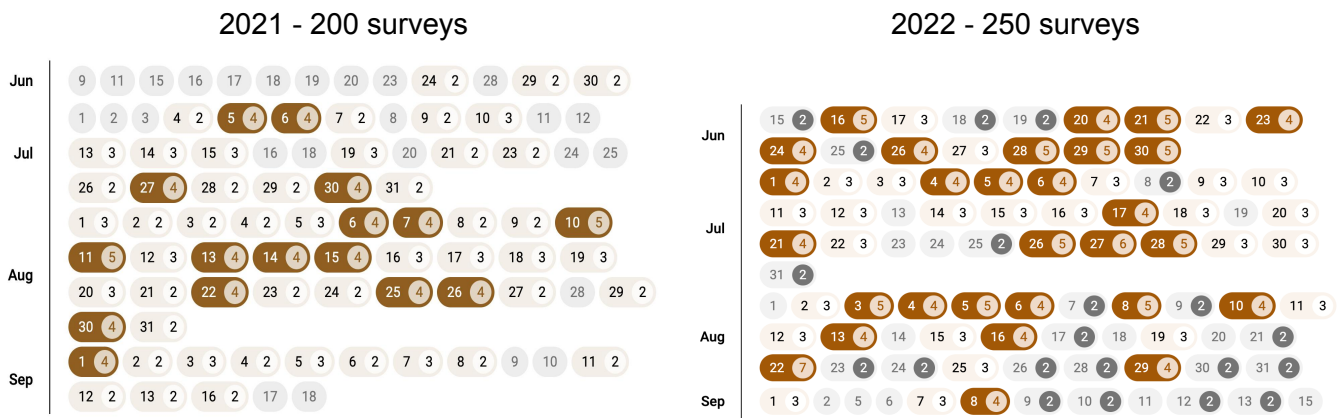 2021 - 200 surveys
Jun 9 11 15 16 17 18 19 20 23 24 2 28 29 2 30 2
1 2 3 4 2 5 4 6 4 7 2 8 9 2 10 3 11 12
Jul 13 3 14 3 15 3 16 18 19 3 20 21 2 23 2 24 25
26 2 27 4 28 2 29 2 30 4 31 2
1 3 2 2 3 2 4 2 5 3 6 4 7 4 8 2 9 2 10 5
11 5 12 3 13 4 14 4 15 4 16 3 17 3 18 3 19 3
Aug
20 3 21 2 22 4 23 2 24 2 25 4 26 4 27 2 28 29 2
30 4 31 2
1 4 2 2 3 3 4 2 5 3 6 2 7 3 8 2 9 10 11 2
Sep
12 2 13 2 16 2 17 18
2022 - 250 surveys
15 2 16 5 17 3 18 2 19 2 20 4 21 5 22 3 23 4
Jun
24 4 25 2 26 4 27 3 28 5 29 5 30 5
1 4 2 3 3 3 4 4 5 4 6 4 7 3 8 2 9 3 10 3
11 3 12 3 13 14 3 15 3 16 3 17 4 18 3 19 20 3
Jul
21 4 22 3 23 24 25 2 26 5 27 6 28 5 29 3 30 3
31 2
1 2 3 3 5 4 4 5 5 6 4 7 2 8 5 9 2 10 4 11 3
Aug 12 3 13 4 14 15 3 16 4 17 2 18 19 3 20 21 2
22 7 23 2 24 2 25 3 26 2 28 2 29 4 30 2 31 2
Sep 1 3 2 5 6 7 3 8 4 9 2 10 2 11 12 2 13 2 15